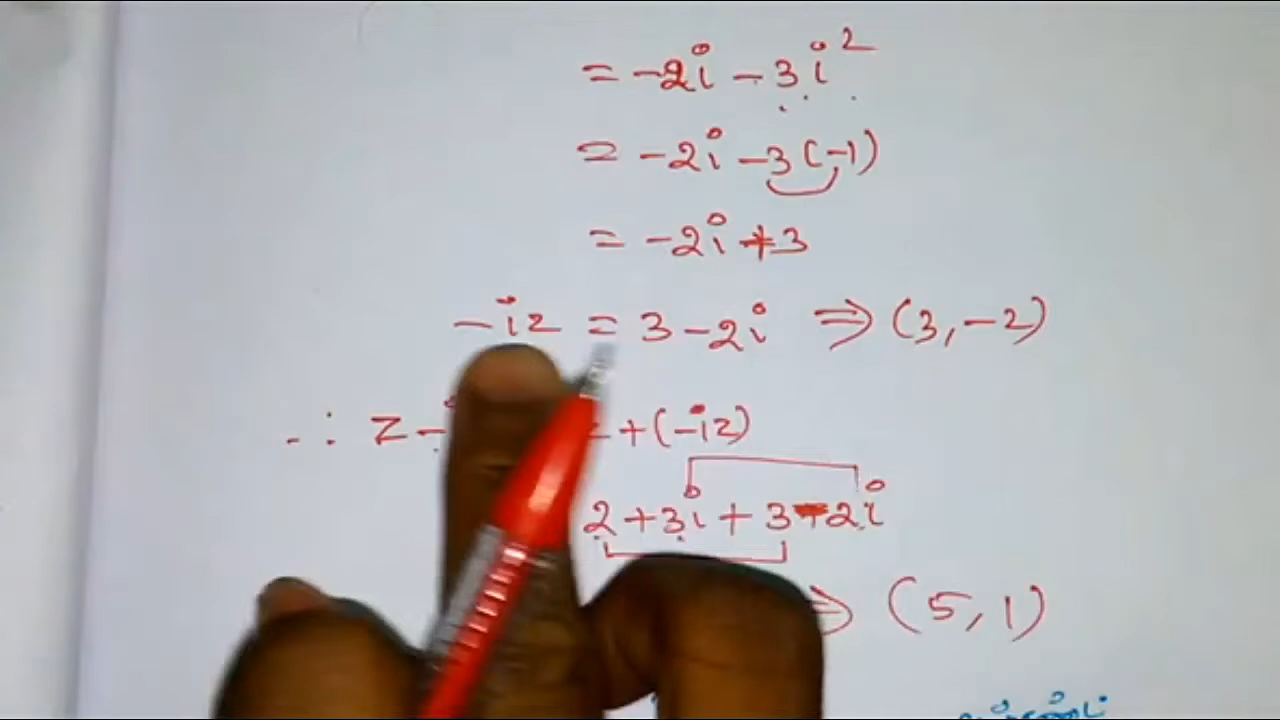 = -2i - 3i²
= -2i - 3(-1)
= -2i + 3
-iz = 3 - 2i ⇒ (3, -2)
∴ z - + (-iz)
2 + 3i + 3 - 2i
⇒ (5, 1)